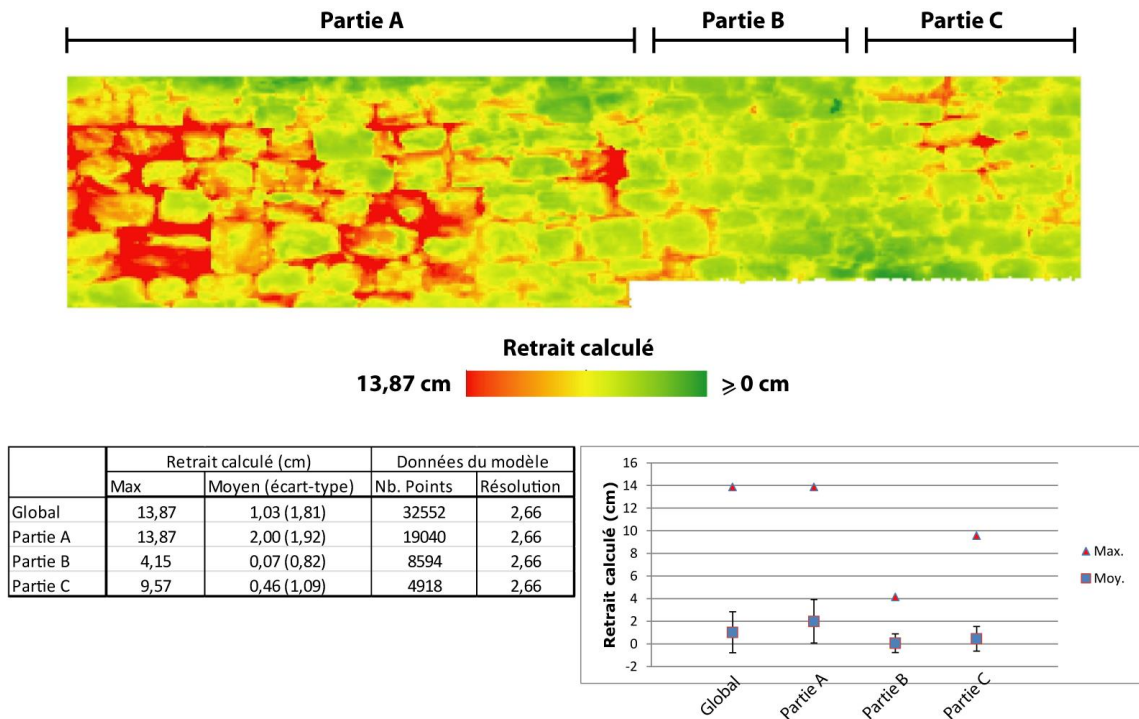 Partie A Partie B Partie C
Retrait calculé
13,87 cm ⩾ 0 cm
Retrait calculé (cm) Données du modèle
Max Moyen (écart-type) Nb. Points Résolution
Global 13,87 1,03 (1,81) 32552 2,66
Partie A 13,87 2,00 (1,92) 19040 2,66
Partie B 4,15 0,07 (0,82) 8594 2,66
Partie C 9,57 0,46 (1,09) 4918 2,66
Retrait calculé (cm)
16
14
12
10
8
6
4
2
0
-2
Global Partie A Partie B Partie C
Max.
Moy.